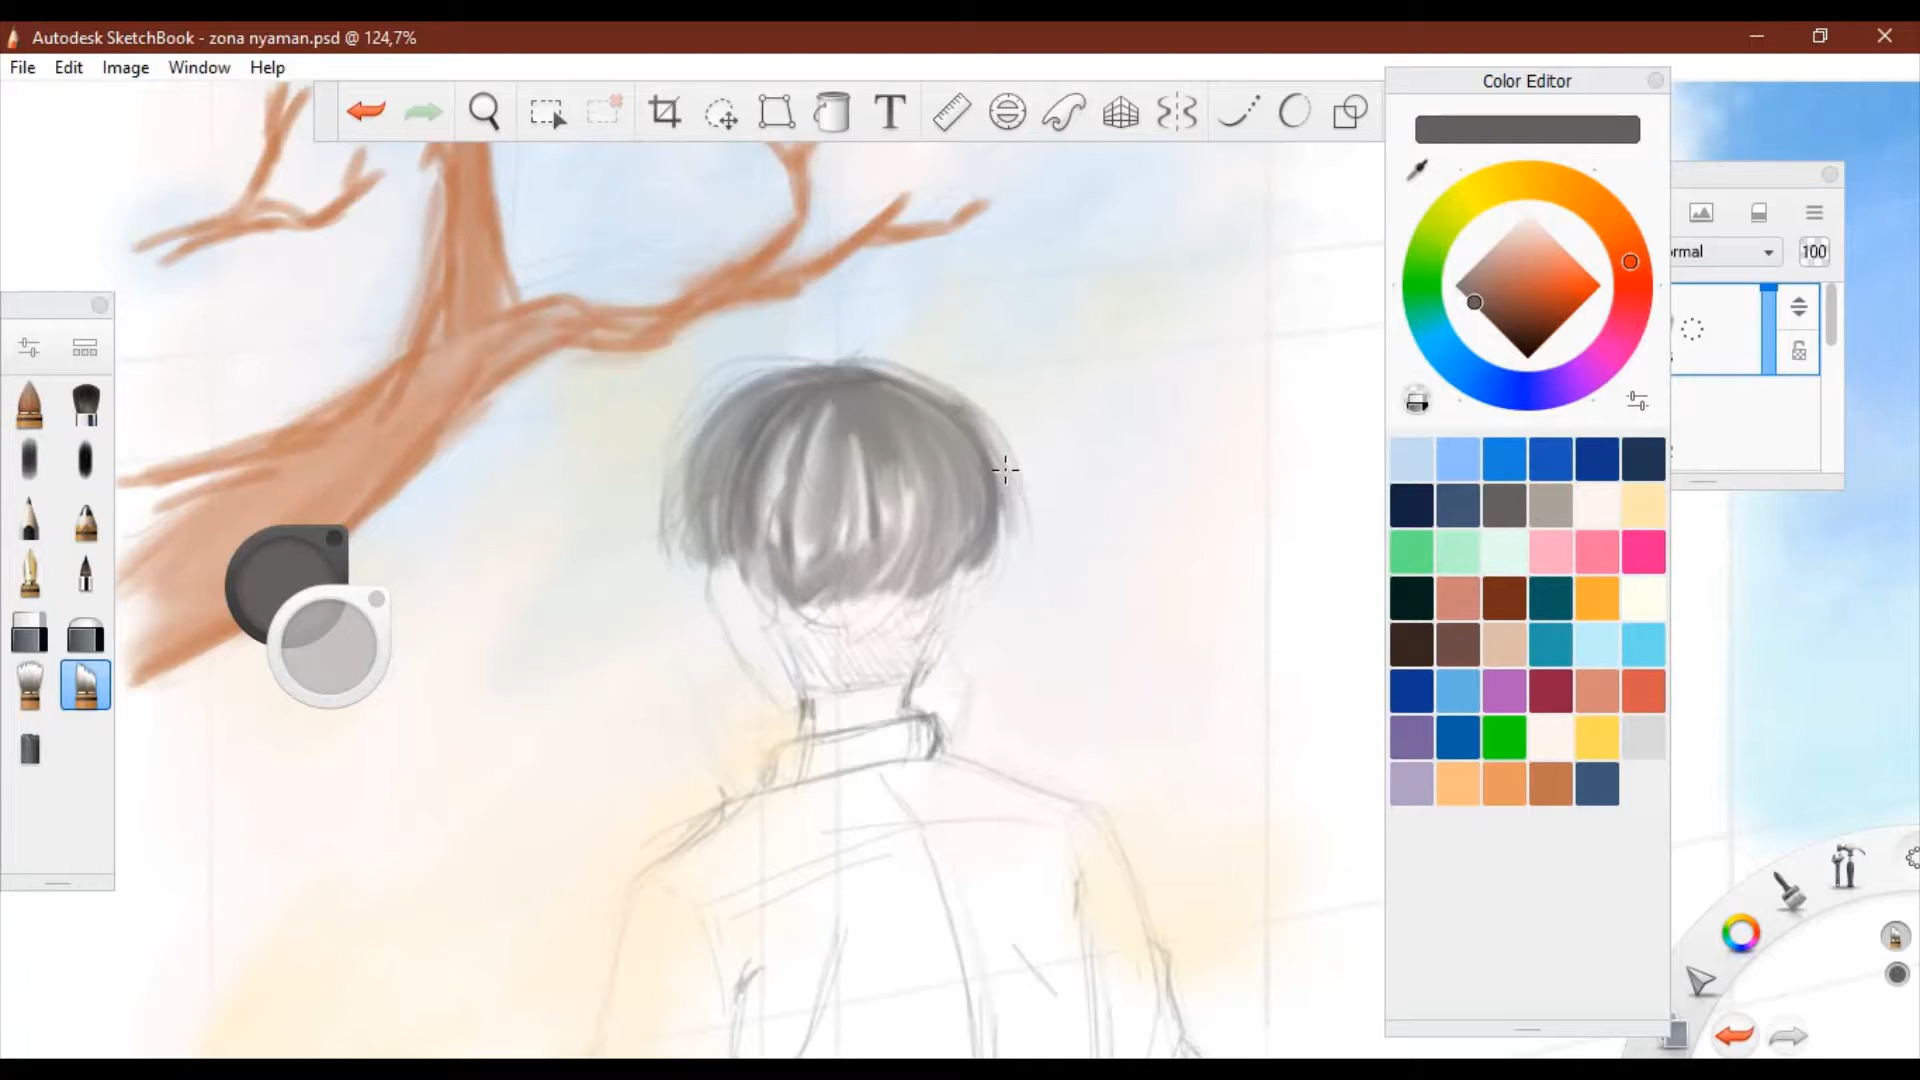 Autodesk SketchBook - zona nyaman.psd @ 124,7%
File Edit Image Window Help
T
Color Editor
rmal 100